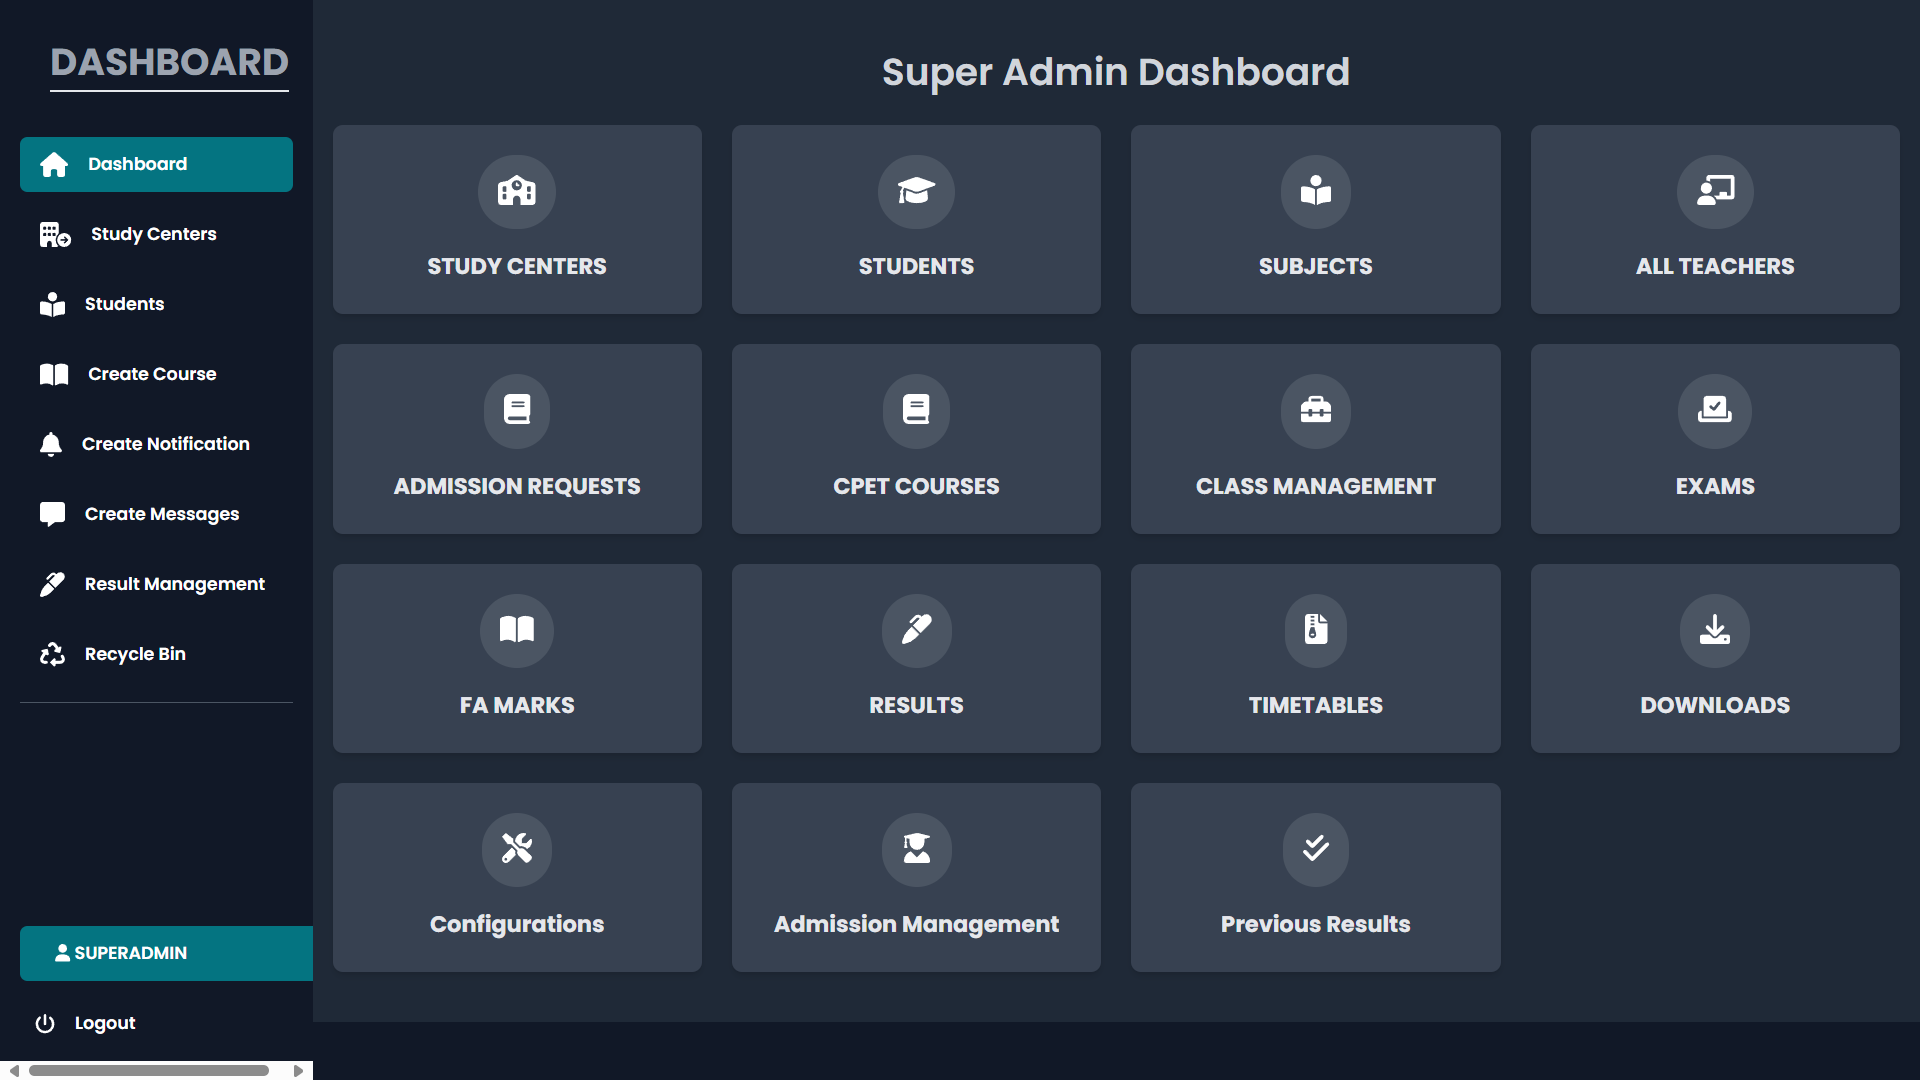 DASHBOARD
Dashboard
Study Centers
Students
Create Course
Create Notification
Create Messages
Result Management
Recycle Bin
SUPERADMIN
Logout
Super Admin Dashboard
STUDY CENTERS
STUDENTS
SUBJECTS
ALL TEACHERS
ADMISSION REQUESTS
CPET COURSES
CLASS MANAGEMENT
EXAMS
FA MARKS
RESULTS
TIMETABLES
DOWNLOADS
Configurations
Admission Management
Previous Results